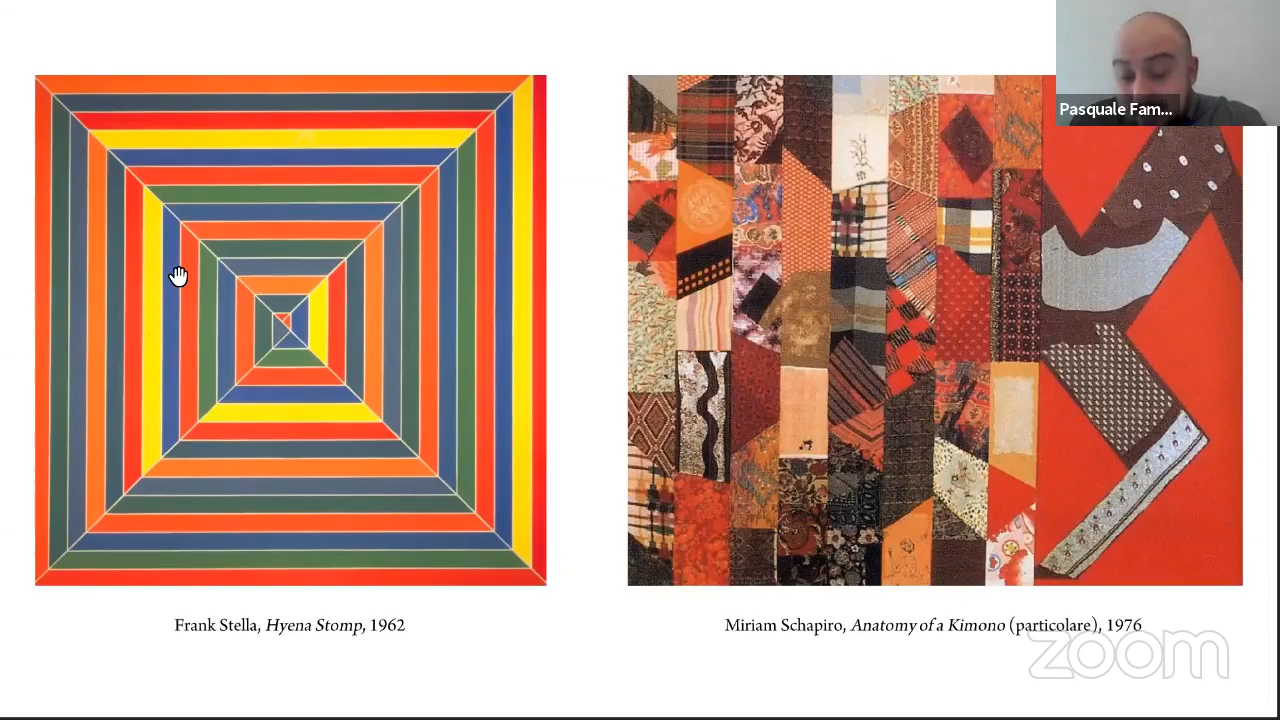 Pasquale Fam...
Frank Stella, Hyena Stomp, 1962
Miriam Schapiro, Anatomy of a Kimono (particolare), 1976
zoom